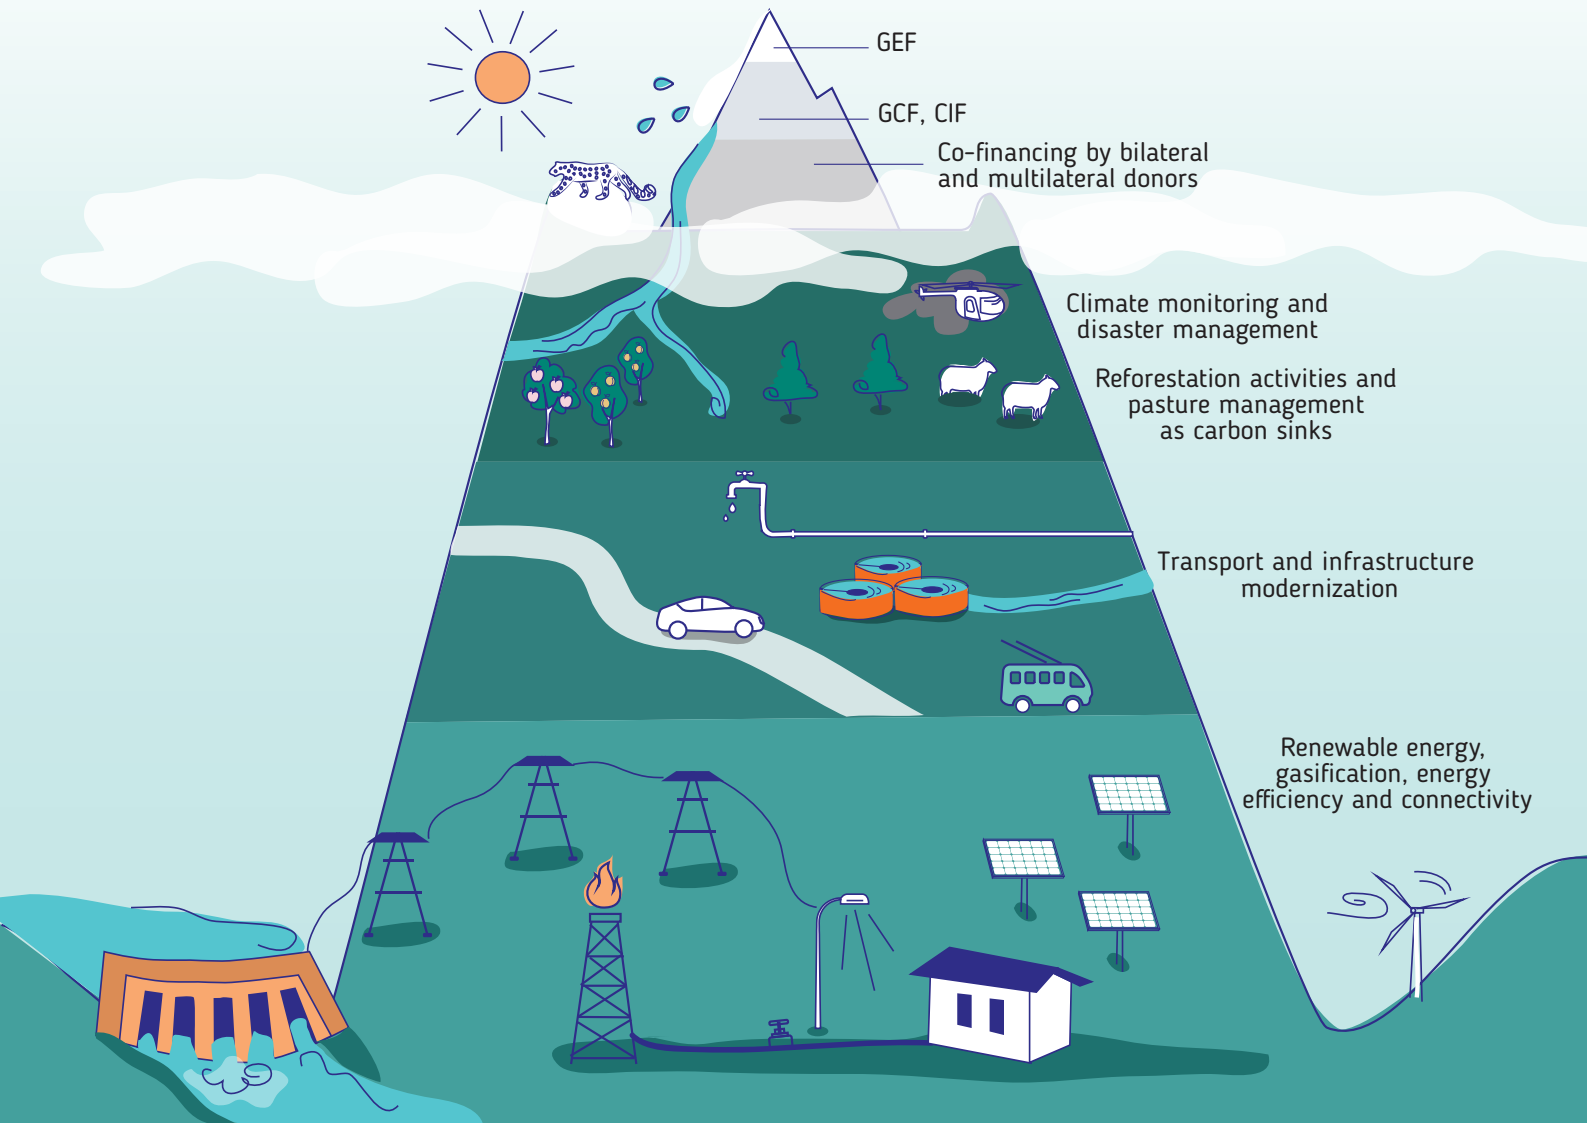 GEF
GCF, CIF
Co-financing by bilateral
and multilateral donors
Climate monitoring and
disaster management
Reforestation activities and
pasture management
as carbon sinks
Transport and infrastructure
modernization
Renewable energy,
gasification, energy
efficiency and connectivity